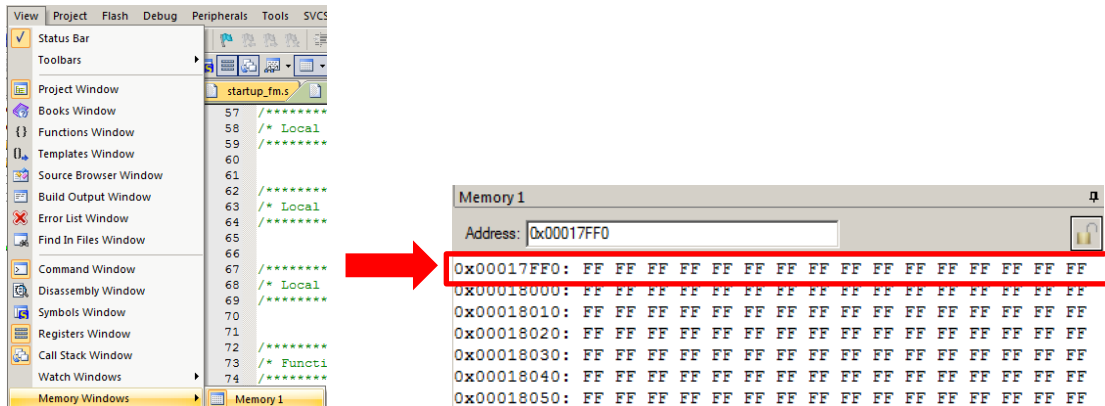 View Project Flash Debug Peripherals Tools SVCS
Status Bar
Toolbars
Project Window
Books Window
{} Functions Window
Templates Window
Source Browser Window
Build Output Window
Error List Window
Find In Files Window
Command Window
Disassembly Window
Symbols Window
Registers Window
Call Stack Window
Watch Windows
Memory Windows
Memory 1
startup_fm.s
57 /********
58 /* Local
59 /********
60
61
62 /********
63 /* Local
64 /********
65
66
67 /********
68 /* Local
69 /********
70
71
72 /********
73 /* Functi
74 /********
Memory 1
Address: 0x00017FF0
0x00017FF0: FF FF FF FF FF FF FF FF FF FF FF FF FF FF FF FF
0x00018000: FF FF FF FF FF FF FF FF FF FF FF FF FF FF FF FF
0x00018010: FF FF FF FF FF FF FF FF FF FF FF FF FF FF FF FF
0x00018020: FF FF FF FF FF FF FF FF FF FF FF FF FF FF FF FF
0x00018030: FF FF FF FF FF FF FF FF FF FF FF FF FF FF FF FF
0x00018040: FF FF FF FF FF FF FF FF FF FF FF FF FF FF FF FF
0x00018050: FF FF FF FF FF FF FF FF FF FF FF FF FF FF FF FF